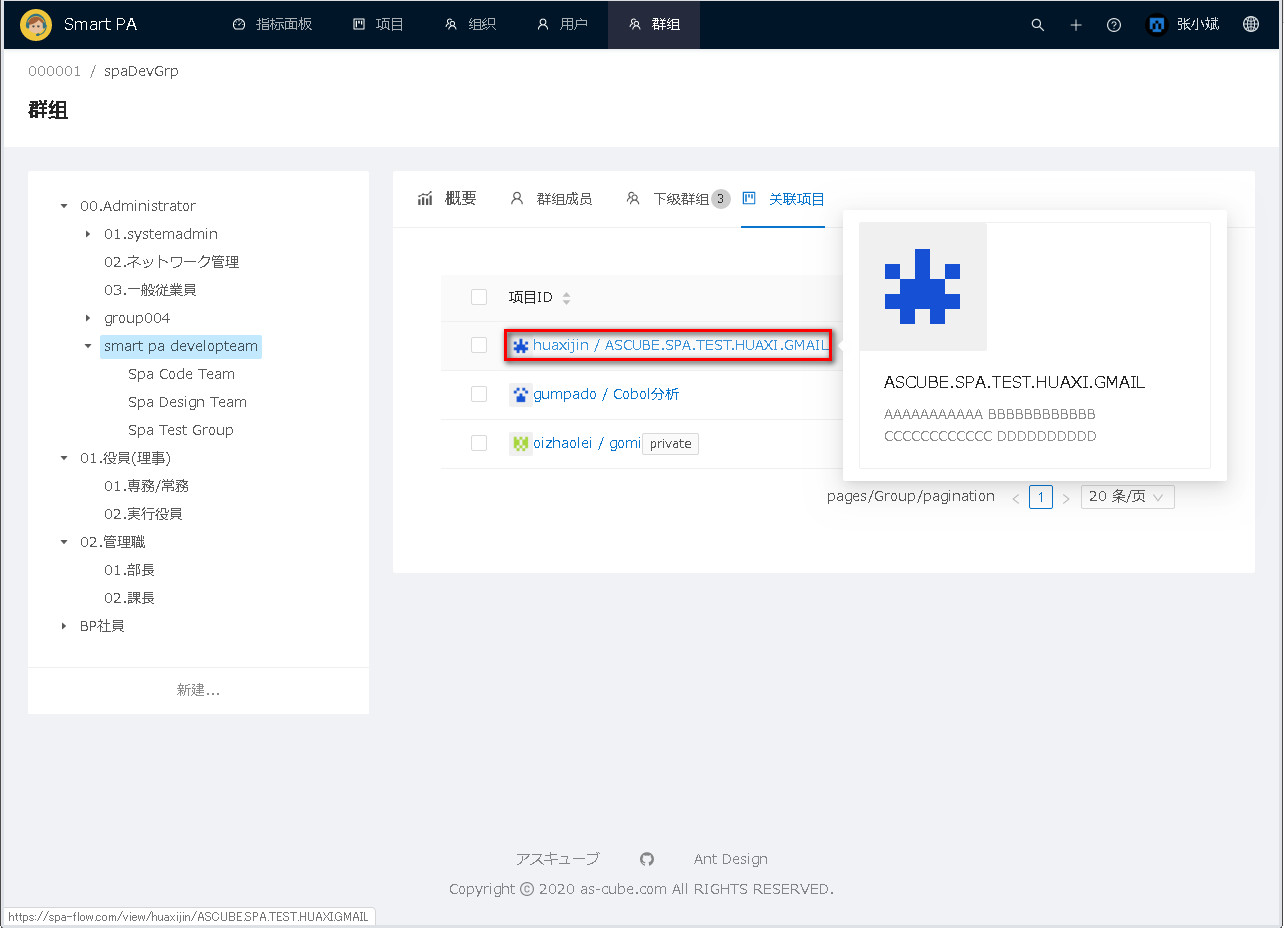 Smart PA 指标面板 项目 组织 用户 群组 张小斌
000001 / spaDevGrp
群组
00.Administrator
01.systemadmin
02.ネットワーク管理
03.一般従業員
group004
smart pa developteam
Spa Code Team
Spa Design Team
Spa Test Group
01.役員(理事)
01.専務/常務
02.実行役員
02.管理職
01.部長
02.課長
BP社員
新建...
概要 群组成员 下级群组 3 关联项目
项目ID
huaxijin / ASCUBE.SPA.TEST.HUAXI.GMAIL
gumpado / Cobol分析
oizhaolei / gomi private
ASCUBE.SPA.TEST.HUAXI.GMAIL
AAAAAAAAAAA BBBBBBBBBBBB
CCCCCCCCCCCC DDDDDDDDDD
pages/Group/pagination < 1 > 20 条/页
アスキューブ Ant Design
Copyright © 2020 as-cube.com All RIGHTS RESERVED.
https://spa-flow.com/view/huaxijin/ASCUBE.SPA.TEST.HUAXI.GMAIL